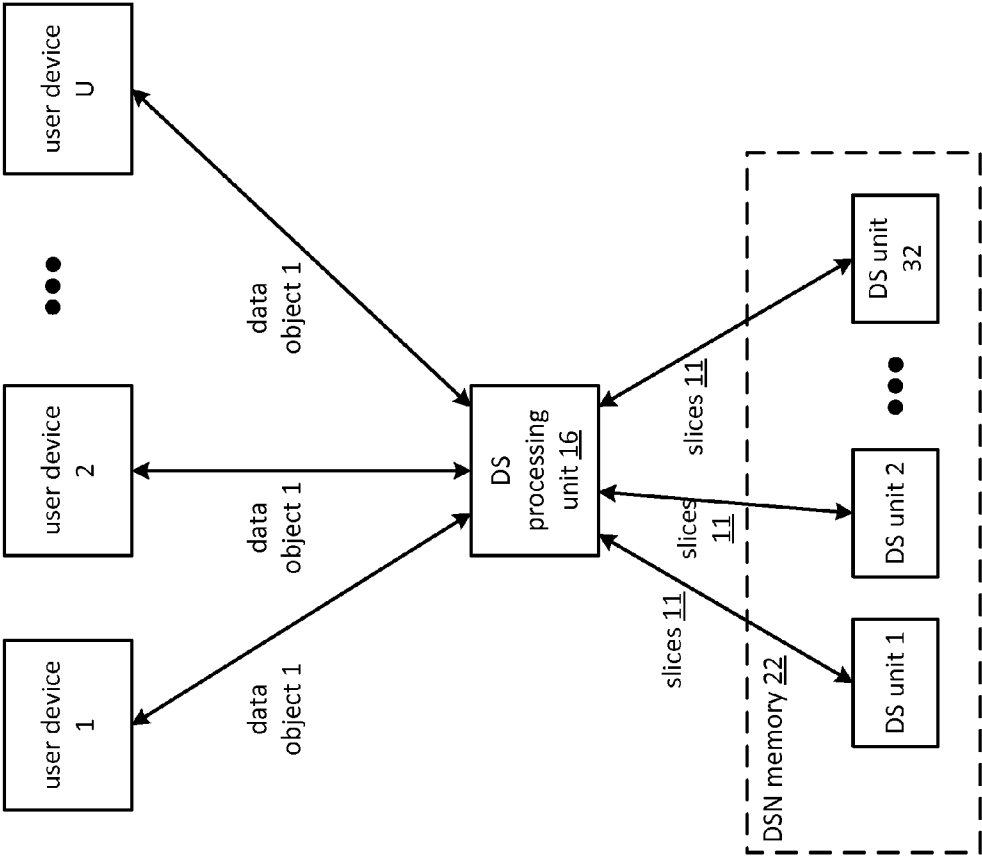 user device
1
user device
2
user device
U
data
object 1
data
object 1
data
object 1
DS
processing
unit 16
slices 11
slices
11
slices 11
DSN memory 22
DS unit 1
DS unit 2
DS unit
32